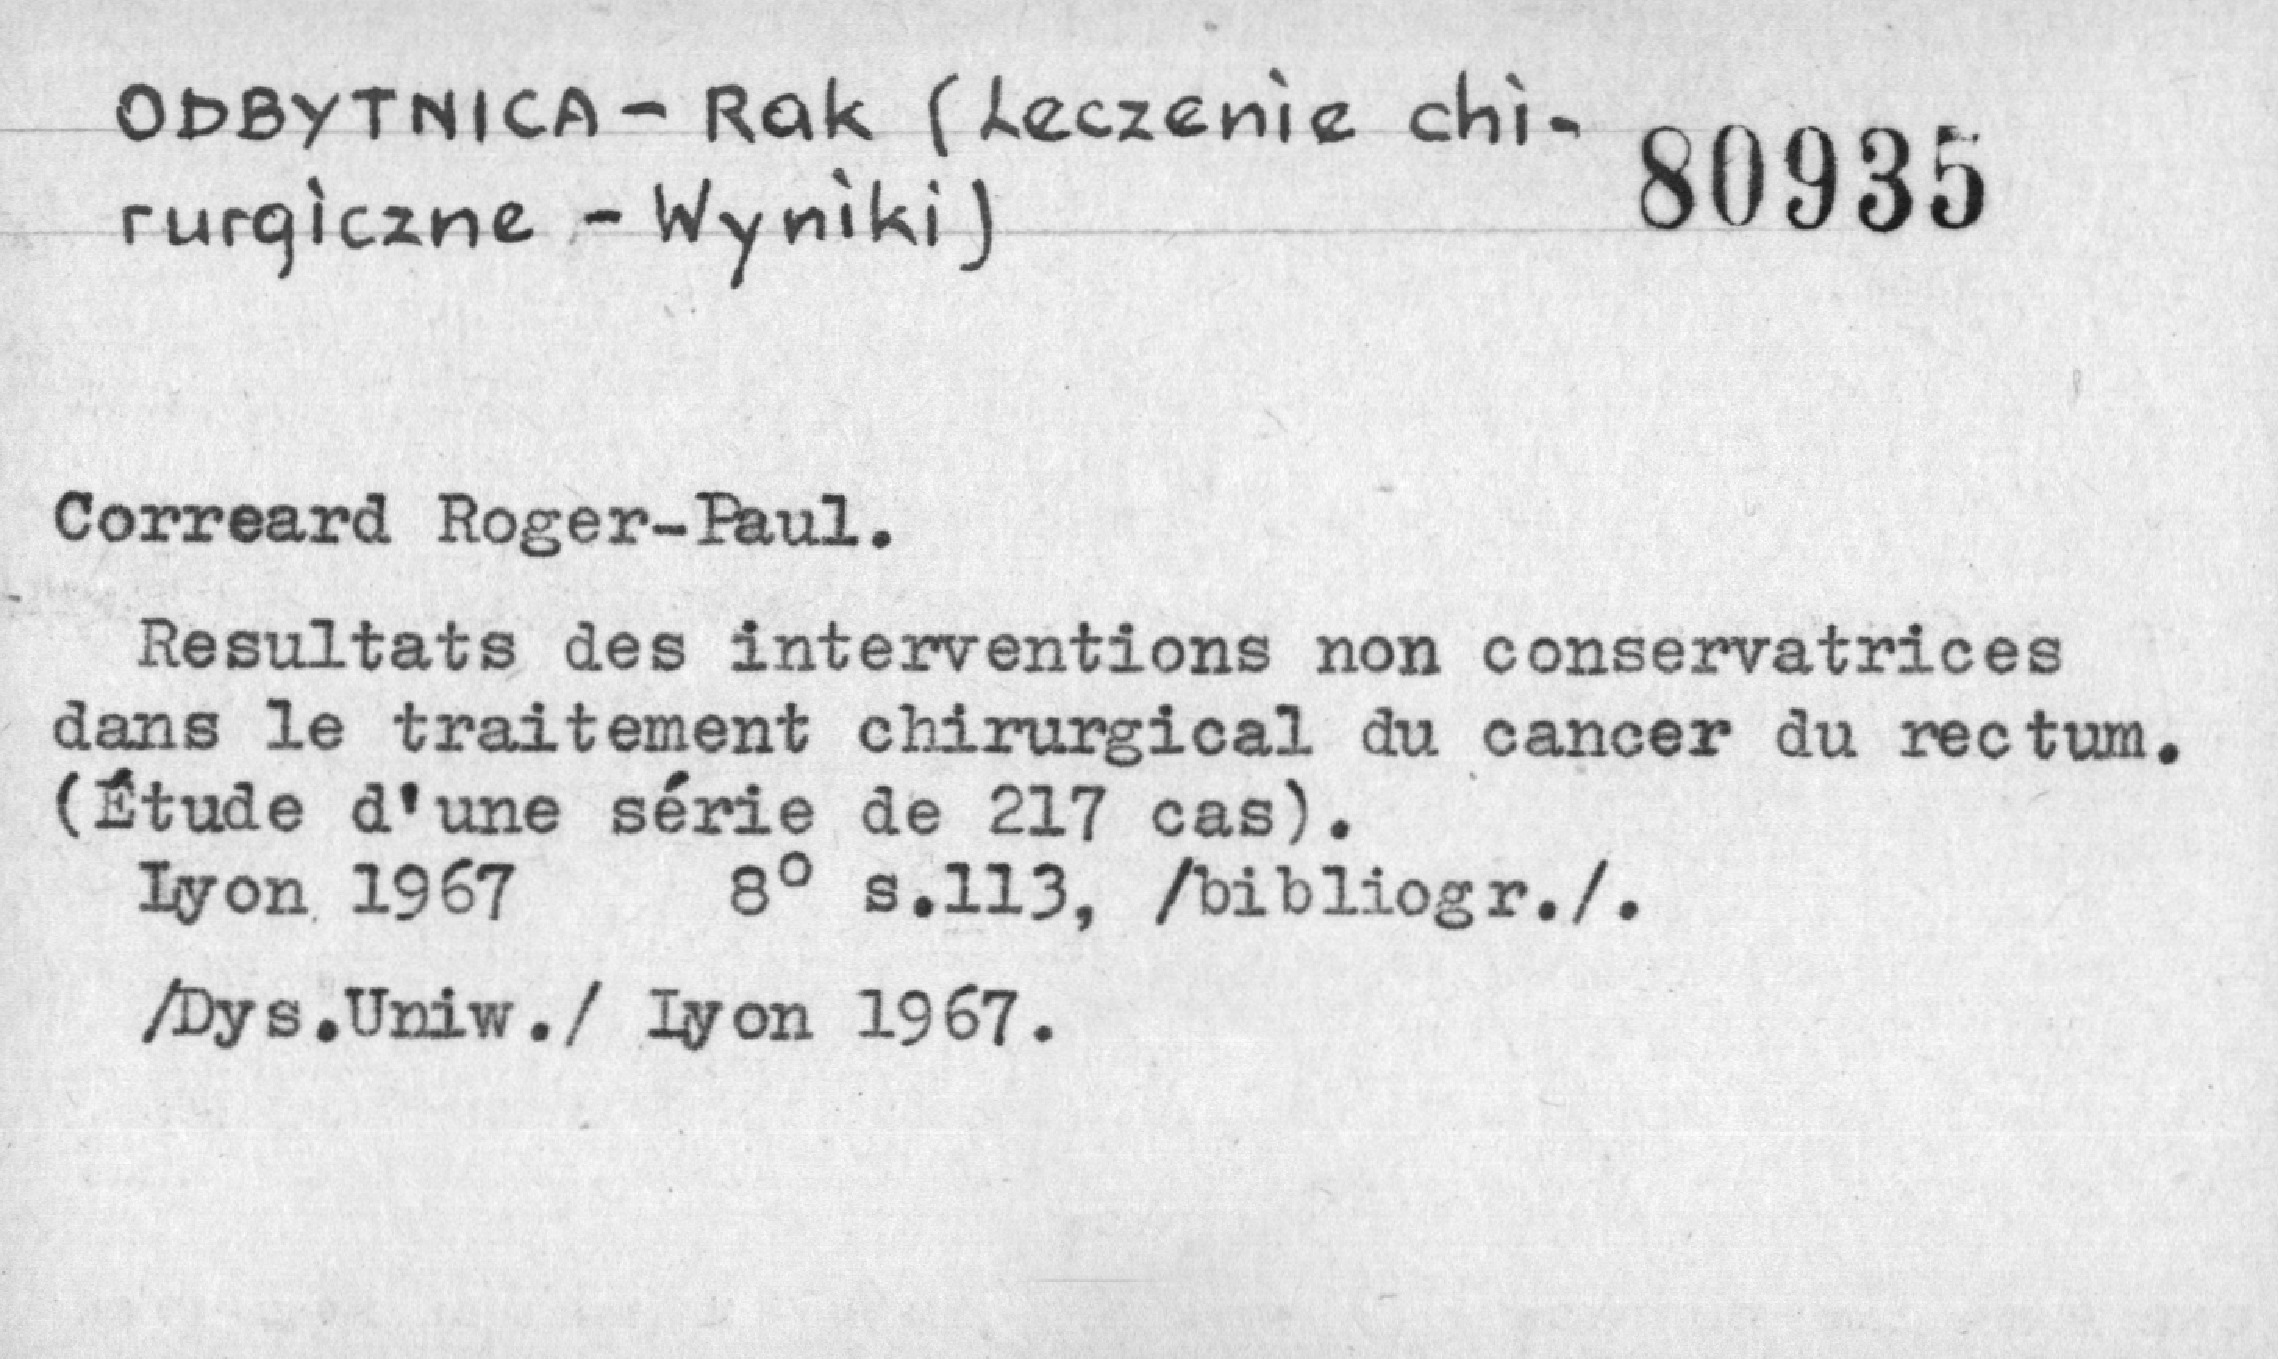 ODBYTNICA - Rak (Leczenie chi-
rurgiczne - Wyniki)
80935
Correard Roger-Paul.
Resultats des interventions non conservatrices
dans le traitement chirurgical du cancer du rectum.
(Étude d'une série de 217 cas).
Lyon 1967 8° s.113, /bibliogr./.
/Dys.Uniw./ Lyon 1967.